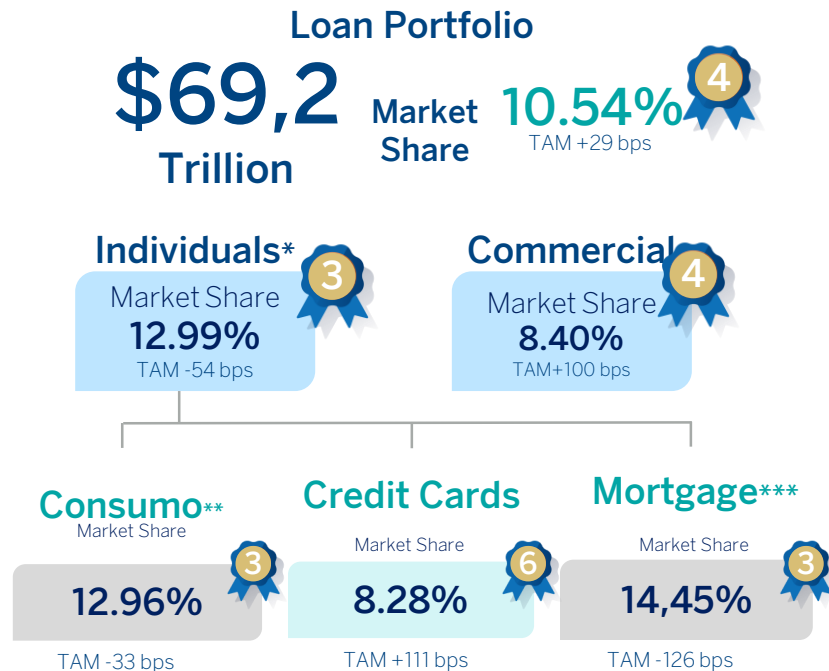 Loan Portfolio
$69,2
Trillion
Market
Share
10.54%
TAM +29 bps
4
Individuals*
3
Market Share
12.99%
TAM -54 bps
Commercial
4
Market Share
8.40%
TAM+100 bps
Consumo**
Market Share
3
12.96%
TAM -33 bps
Credit Cards
Market Share
6
8.28%
TAM +111 bps
Mortgage***
Market Share
3
14,45%
TAM -126 bps